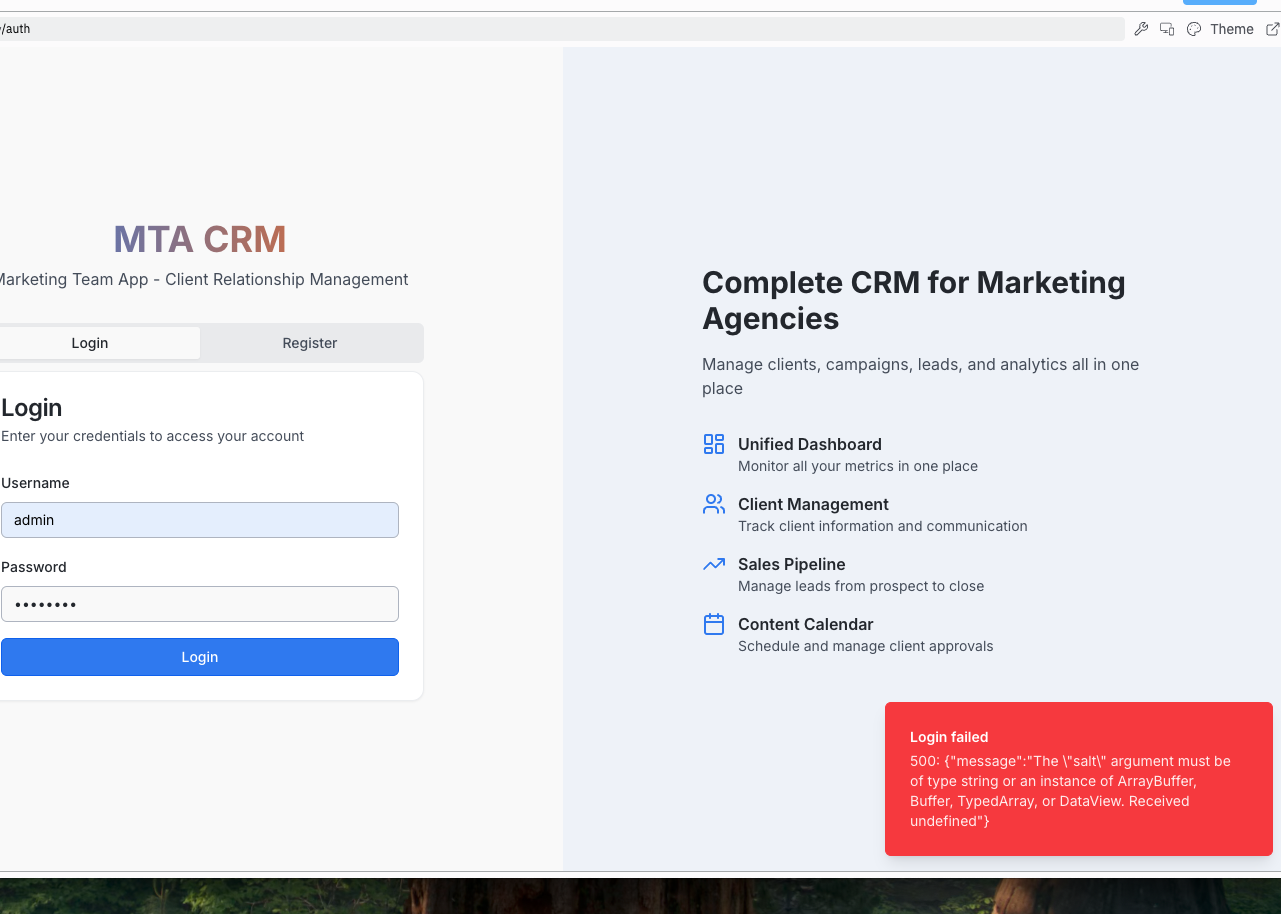 /auth
Theme
MTA CRM
Marketing Team App - Client Relationship Management
Login
Register
Login
Enter your credentials to access your account
Username
admin
Password
••••••••
Login
Complete CRM for Marketing
Agencies
Manage clients, campaigns, leads, and analytics all in one
place
Unified Dashboard
Monitor all your metrics in one place
Client Management
Track client information and communication
Sales Pipeline
Manage leads from prospect to close
Content Calendar
Schedule and manage client approvals
Login failed
500: {"message":"The \"salt\" argument must be
of type string or an instance of ArrayBuffer,
Buffer, TypedArray, or DataView. Received
undefined"}